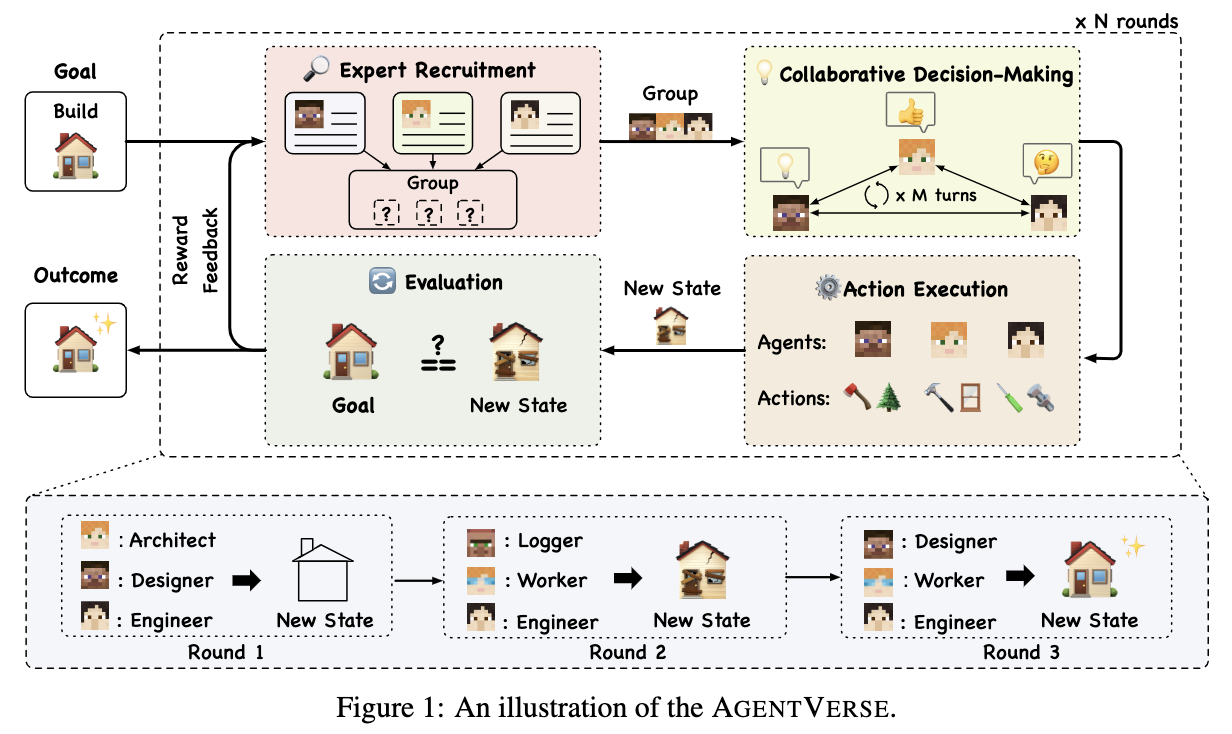 x N rounds
Goal
Build
Expert Recruitment
Group
? ? ?
Group
Collaborative Decision-Making
x M turns
Reward
Feedback
Outcome
Evaluation
?
==
Goal
New State
New State
Action Execution
Agents:
Actions:
: Architect
: Designer
: Engineer
New State
Round 1
: Logger
: Worker
: Engineer
New State
Round 2
: Designer
: Worker
: Engineer
New State
Round 3
Figure 1: An illustration of the AGENTVERSE.